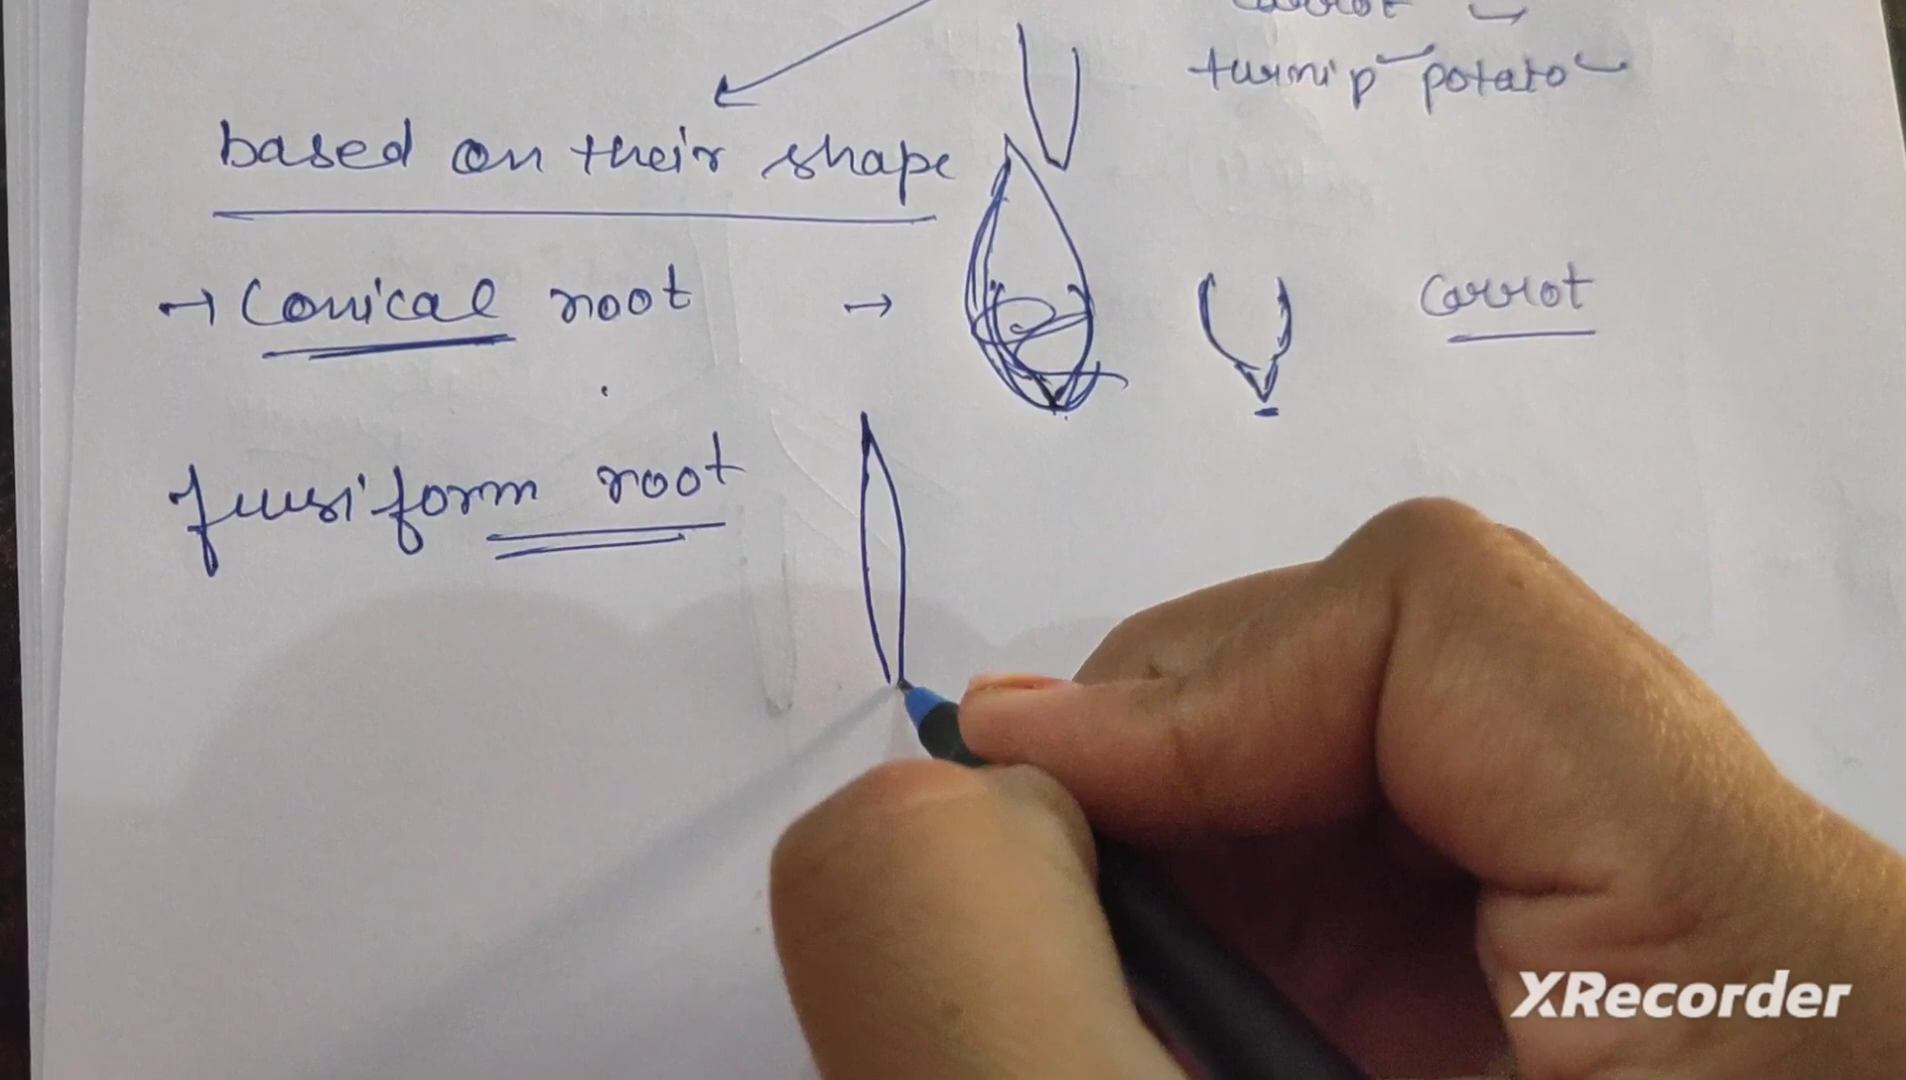 turnip potato
based on their shape
→ Conical root → Carrot
fusiform root
XRecorder